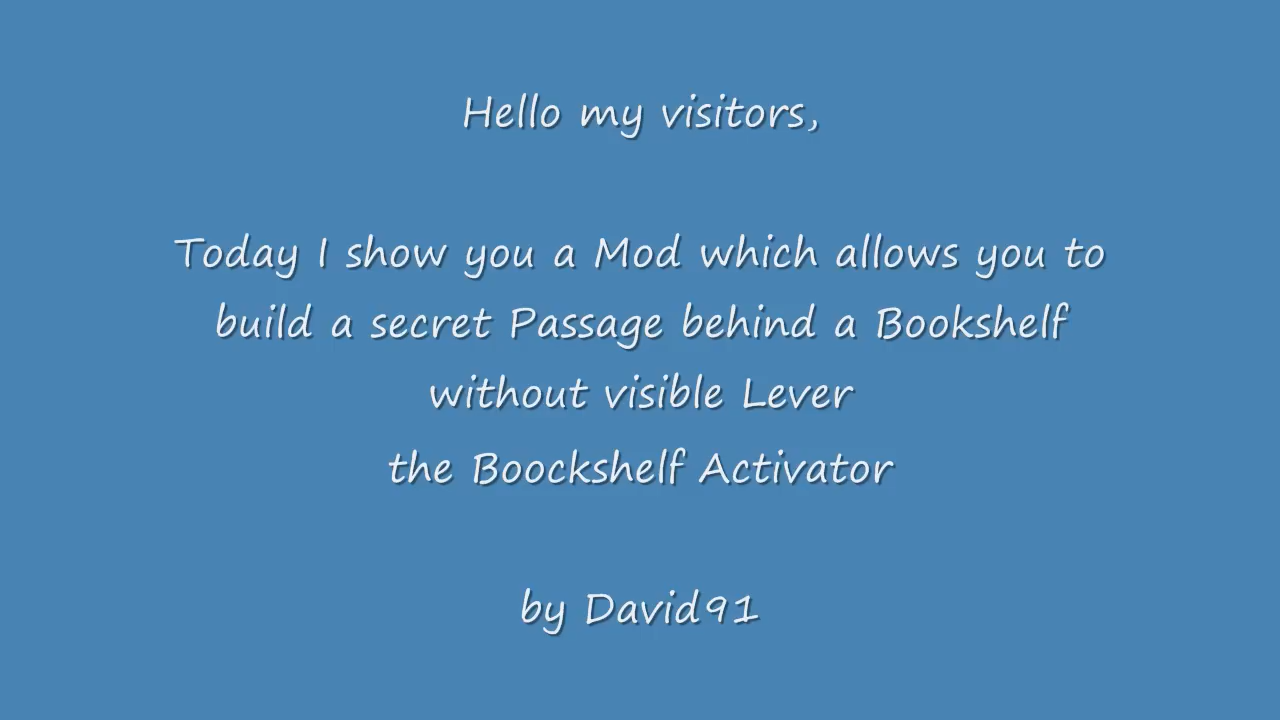 Hello my visitors,
Today I show you a Mod which allows you to
build a secret Passage behind a Bookshelf
without visible Lever
the Boockshelf Activator
by David91